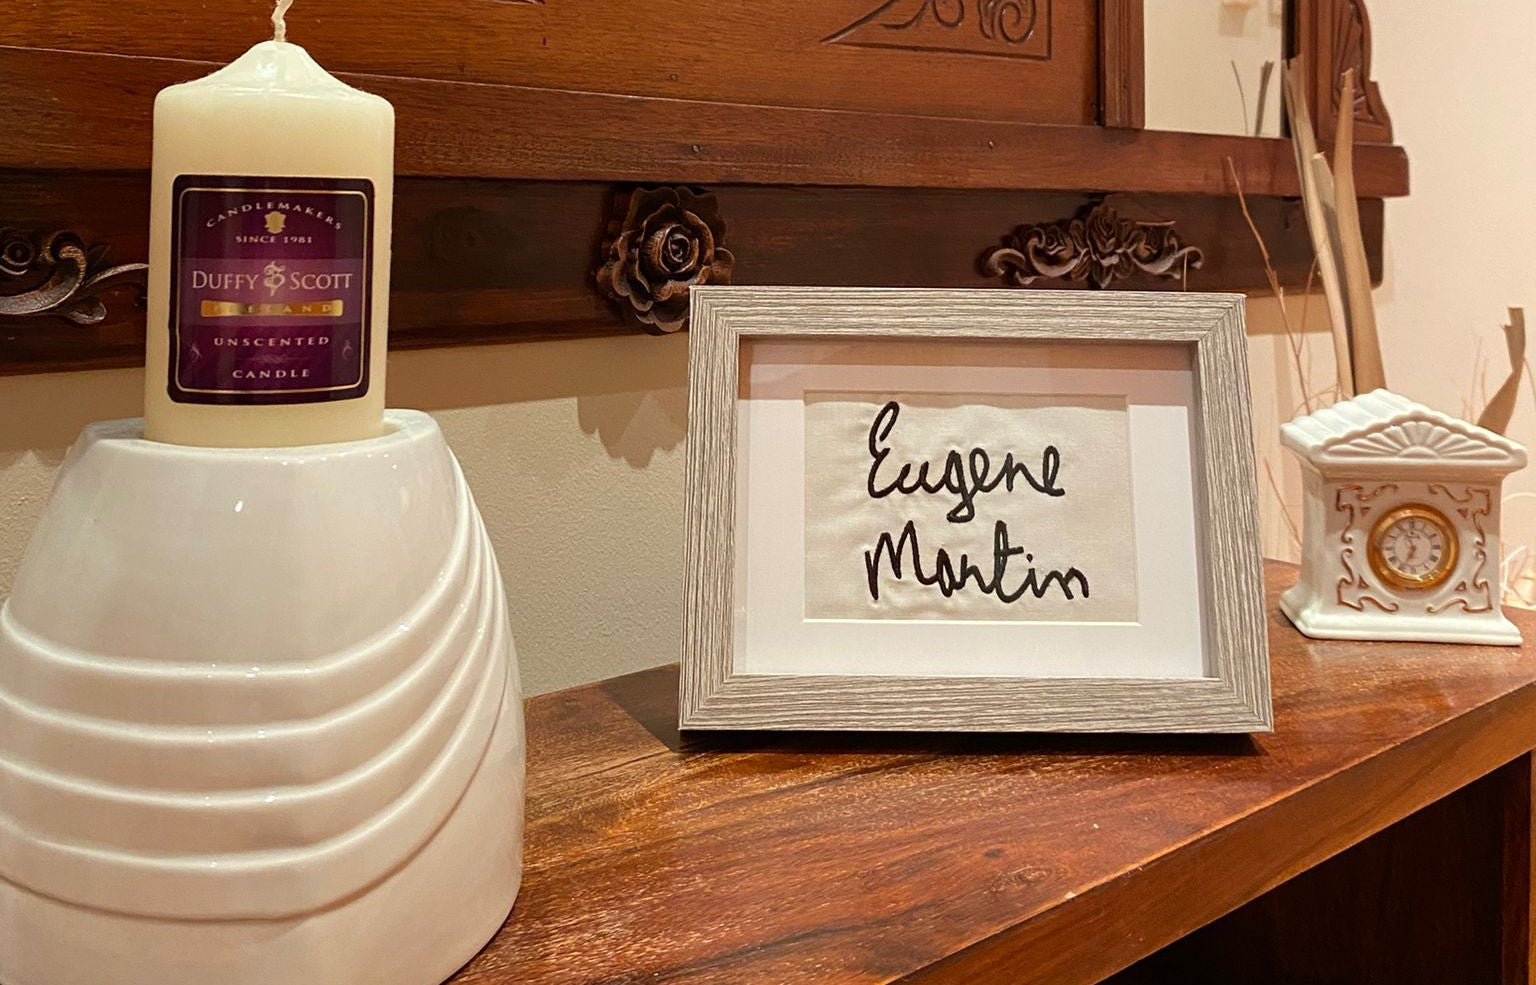 CANDLEMAKERS
SINCE 1981
DUFFY SCOTT
IRELAND
UNSCENTED
CANDLE
Eugene
Martin